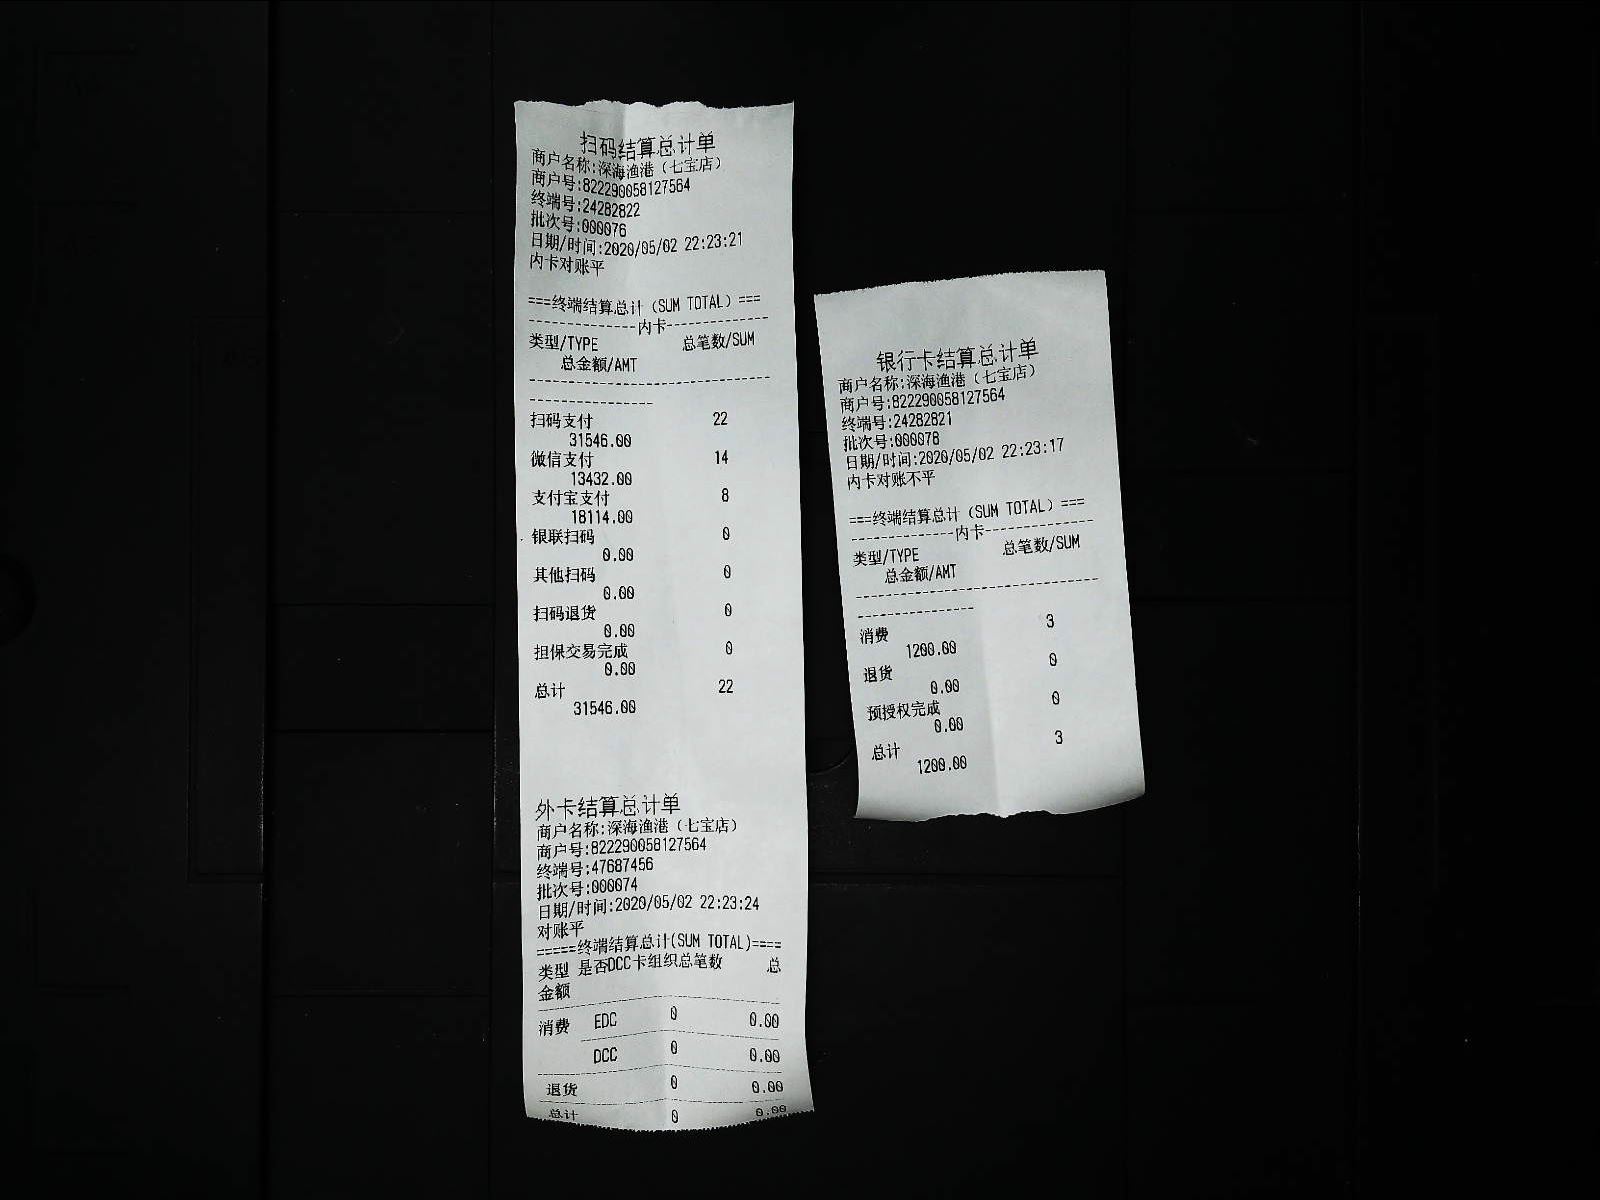 扫码结算总计单
商户名称:深海渔港（七宝店）
商户号:822290058127564
终端号:24282822
批次号:000076
日期/时间:2020/05/02 22:23:21
内卡对账平
===终端结算总计（SUM TOTAL）===
---------------内卡---------------
类型/TYPE 总笔数/SUM
总金额/AMT
扫码支付 22
31546.00
微信支付 14
13432.00
支付宝支付 8
18114.00
银联扫码 0
0.00
其他扫码 0
0.00
扫码退货 0
0.00
担保交易完成 0
0.00
总计 22
31546.00
外卡结算总计单
商户名称:深海渔港（七宝店）
商户号:822290058127564
终端号:47687456
批次号:000074
日期/时间:2020/05/02 22:23:24
对账平
=====终端结算总计(SUM TOTAL)====
类型 是否DCC卡组织总笔数 总
金额
消费 EDC 0 0.00
DCC 0 0.00
退货 0 0.00
总计 0 0.00
银行卡结算总计单
商户名称:深海渔港（七宝店）
商户号:822290058127564
终端号:24282821
批次号:000078
日期/时间:2020/05/02 22:23:17
内卡对账不平
===终端结算总计（SUM TOTAL）===
---------------内卡---------------
类型/TYPE 总笔数/SUM
总金额/AMT
消费 3
1200.00
退货 0
0.00
预授权完成 0
0.00
总计 3
1200.00